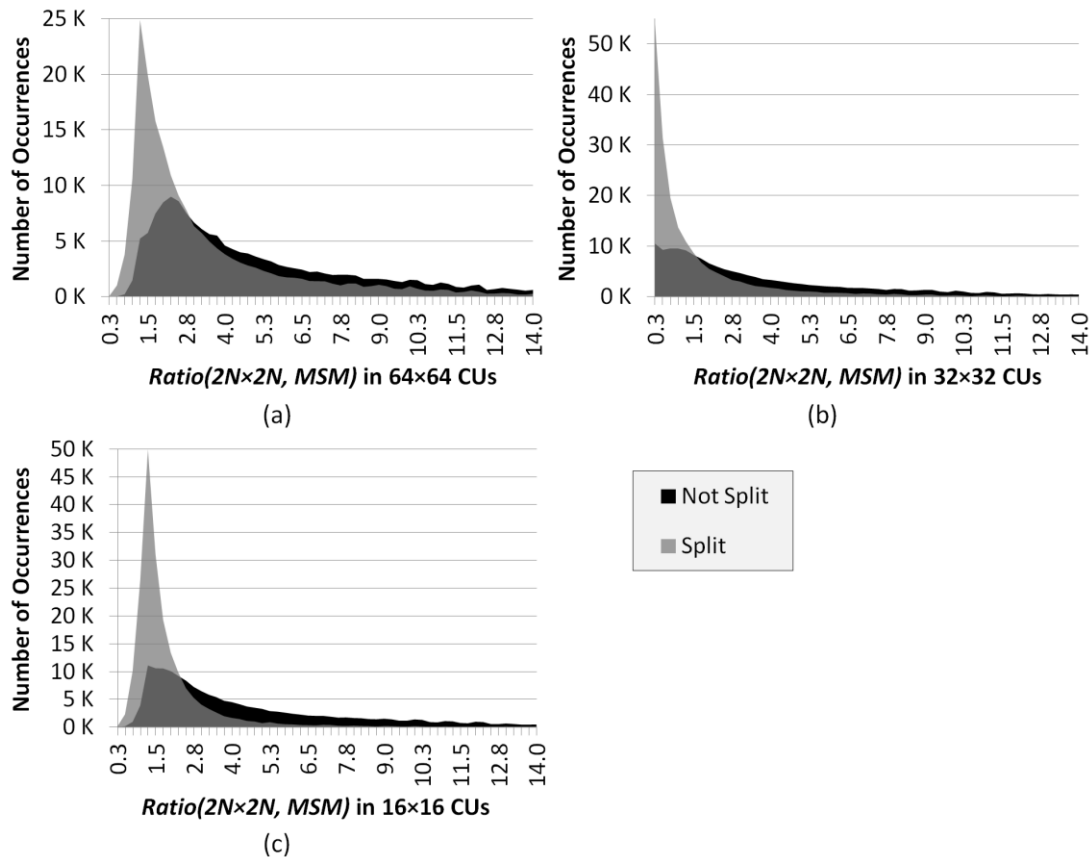 25 K
20 K
15 K
10 K
5 K
0 K
Number of Occurrences
0.3
1.5
2.8
4.0
5.3
6.5
7.8
9.0
10.3
11.5
12.8
14.0
Ratio(2N×2N, MSM) in 64×64 CUs
(a)
50 K
40 K
30 K
20 K
10 K
0 K
Number of Occurrences
0.3
1.5
2.8
4.0
5.3
6.5
7.8
9.0
10.3
11.5
12.8
14.0
Ratio(2N×2N, MSM) in 32×32 CUs
(b)
50 K
45 K
40 K
35 K
30 K
25 K
20 K
15 K
10 K
5 K
0 K
Number of Occurrences
0.3
1.5
2.8
4.0
5.3
6.5
7.8
9.0
10.3
11.5
12.8
14.0
Ratio(2N×2N, MSM) in 16×16 CUs
(c)
Not Split
Split